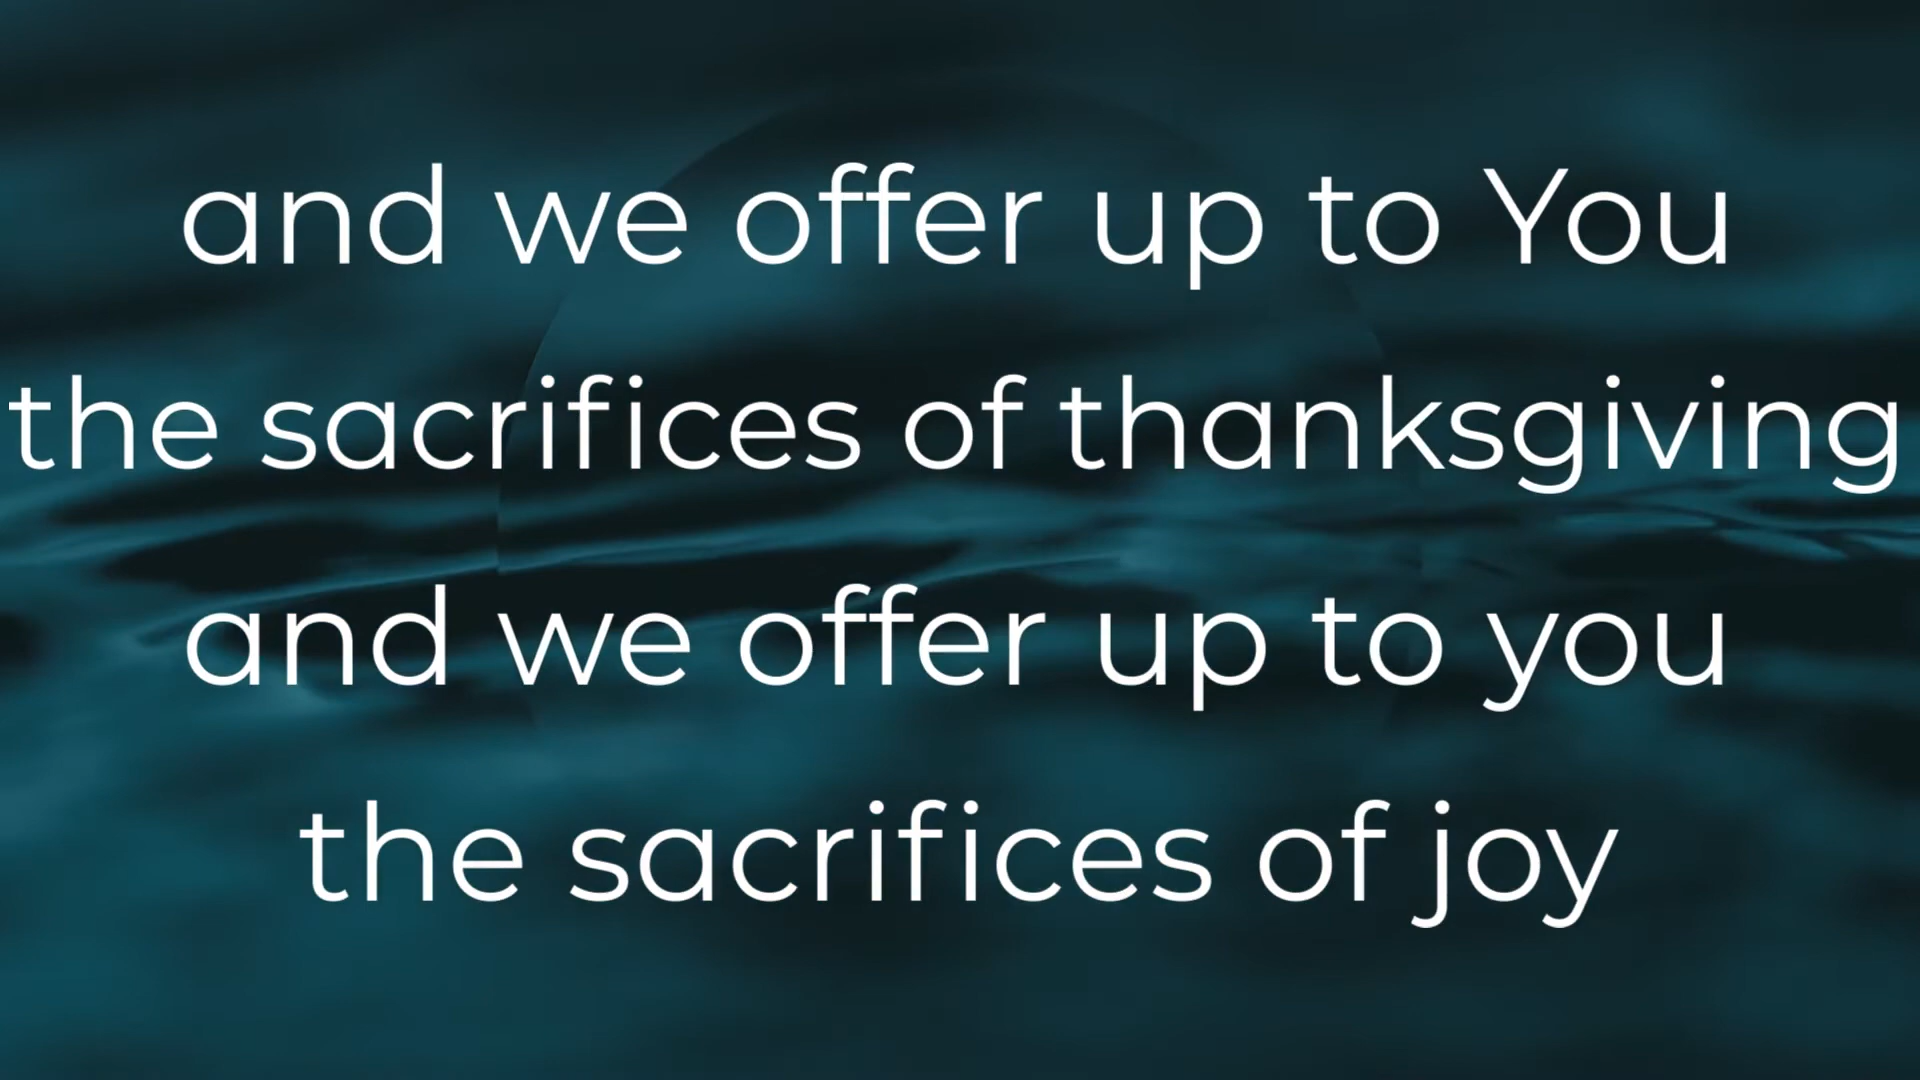 and we offer up to You
the sacrifices of thanksgiving
and we offer up to you
the sacrifices of joy